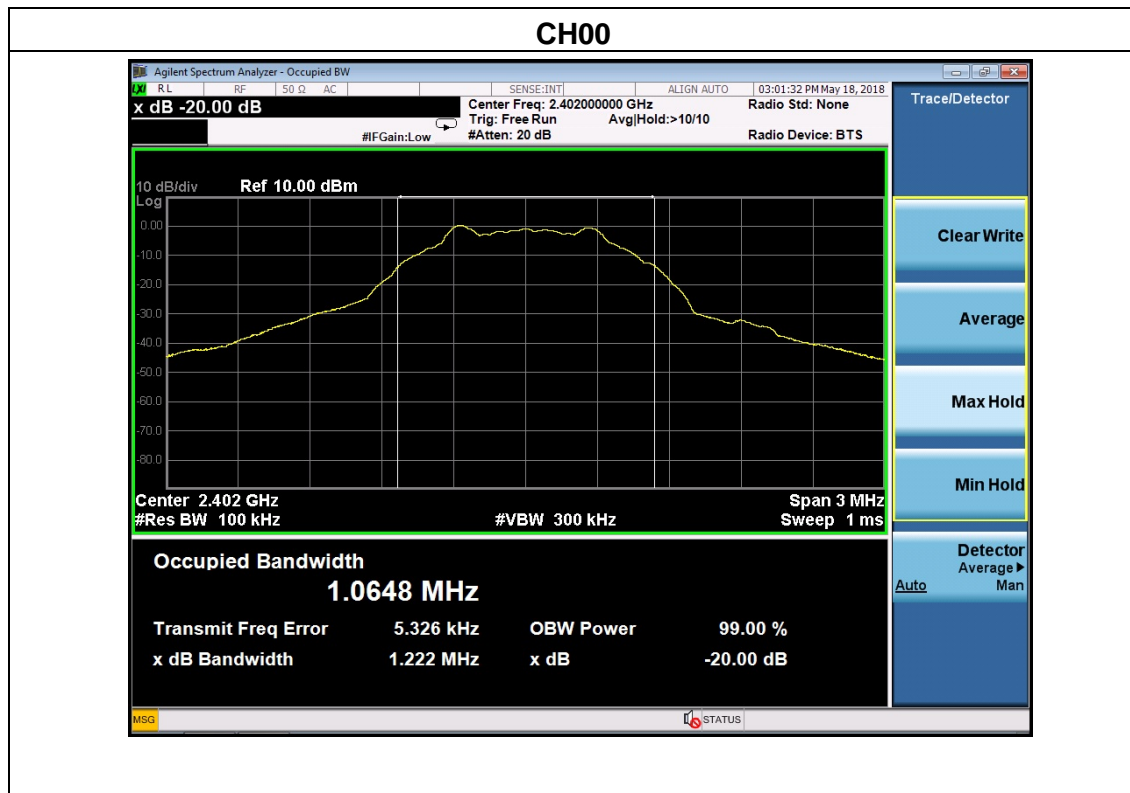 CH00
Agilent Spectrum Analyzer - Occupied BW
LXI RL RF 50 Ω AC SENSE:INT ALIGN AUTO 03:01:32 PM May 18, 2018
x dB -20.00 dB
Center Freq: 2.402000000 GHz
Radio Std: None
Trig: Free Run Avg|Hold:>10/10
#IFGain:Low #Atten: 20 dB
Radio Device: BTS
Trace/Detector
10 dB/div Ref 10.00 dBm
Log
0.00
-10.0
-20.0
-30.0
-40.0
-50.0
-60.0
-70.0
-80.0
Center 2.402 GHz Span 3 MHz
#Res BW 100 kHz #VBW 300 kHz Sweep 1 ms
Occupied Bandwidth
1.0648 MHz
Transmit Freq Error 5.326 kHz OBW Power 99.00 %
x dB Bandwidth 1.222 MHz x dB -20.00 dB
Clear Write
Average
Max Hold
Min Hold
Detector
Average
Auto Man
MSG STATUS